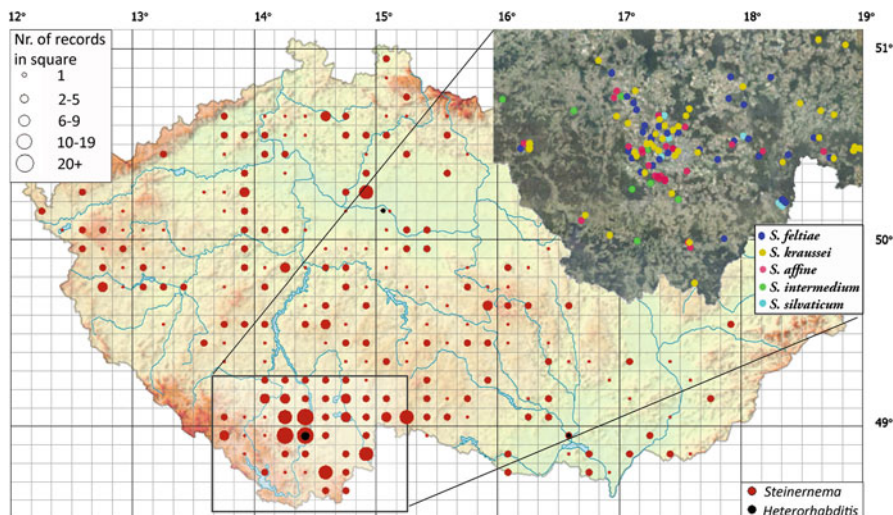 12° 13° 14° 15° 16° 17° 18° 19°
Nr. of records
in square
1
2-5
6-9
10-19
20+
51°
50°
49°
S. feltiae
S. kraussei
S. affine
S. intermedium
S. silvaticum
Steinernema
Heterorhabditis